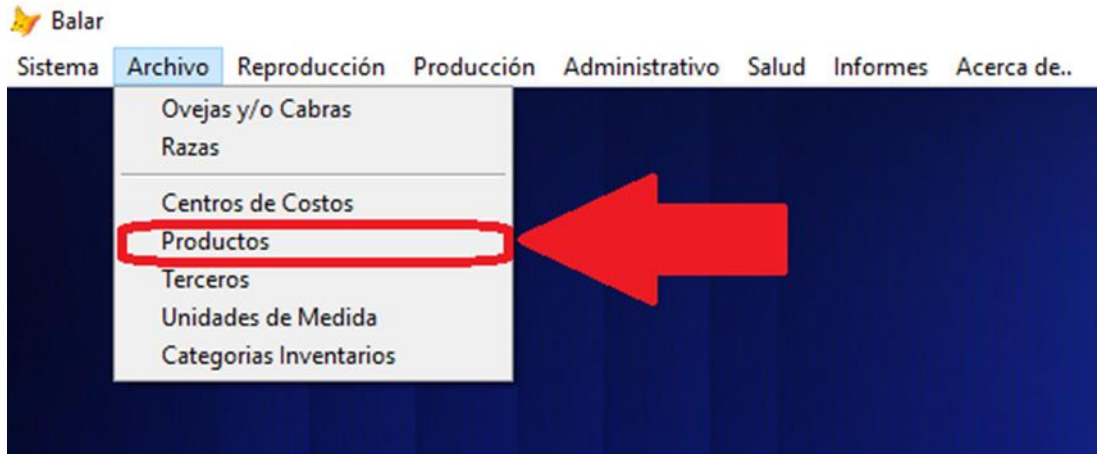 Balar
Sistema Archivo Reproducción Producción Administrativo Salud Informes Acerca de..
Ovejas y/o Cabras
Razas
Centros de Costos
Productos
Terceros
Unidades de Medida
Categorias Inventarios